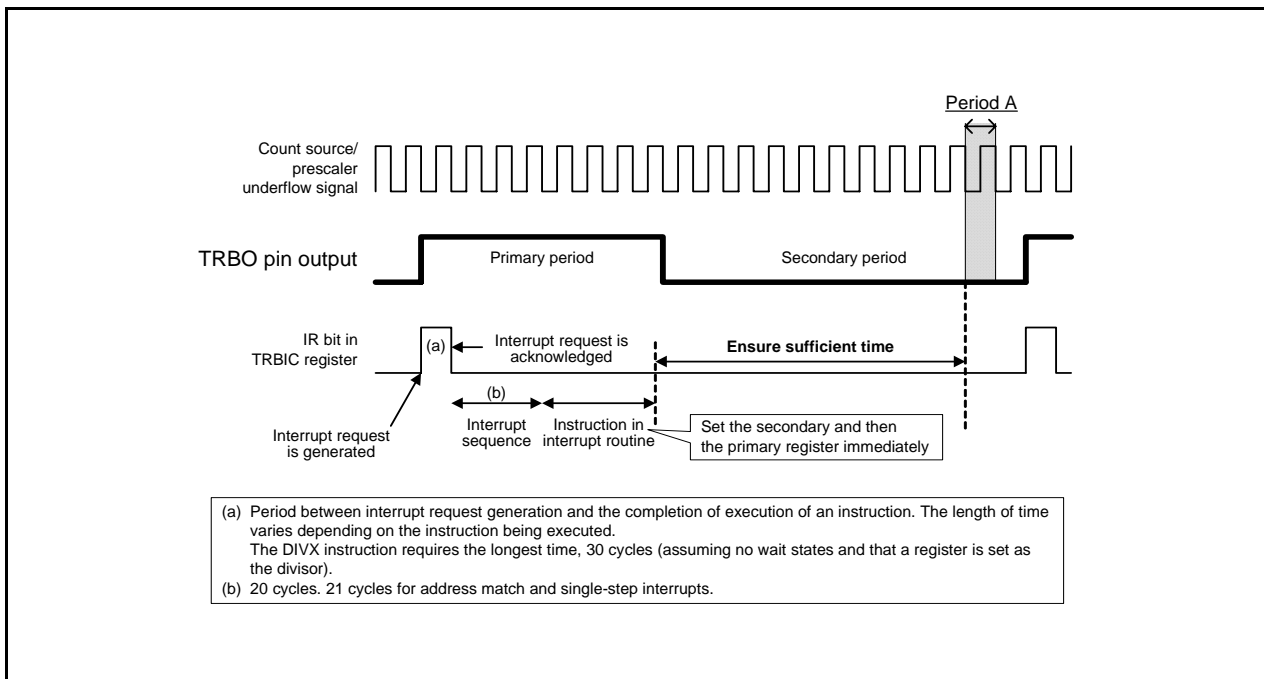 Period A
Count source/
prescaler
underflow signal
TRBO pin output
Primary period
Secondary period
IR bit in
TRBIC register
(a)
Interrupt request is
acknowledged
Ensure sufficient time
(b)
Interrupt request
is generated
Interrupt
sequence
Instruction in
interrupt routine
Set the secondary and then
the primary register immediately
(a) Period between interrupt request generation and the completion of execution of an instruction. The length of time
varies depending on the instruction being executed.
The DIVX instruction requires the longest time, 30 cycles (assuming no wait states and that a register is set as
the divisor).
(b) 20 cycles. 21 cycles for address match and single-step interrupts.